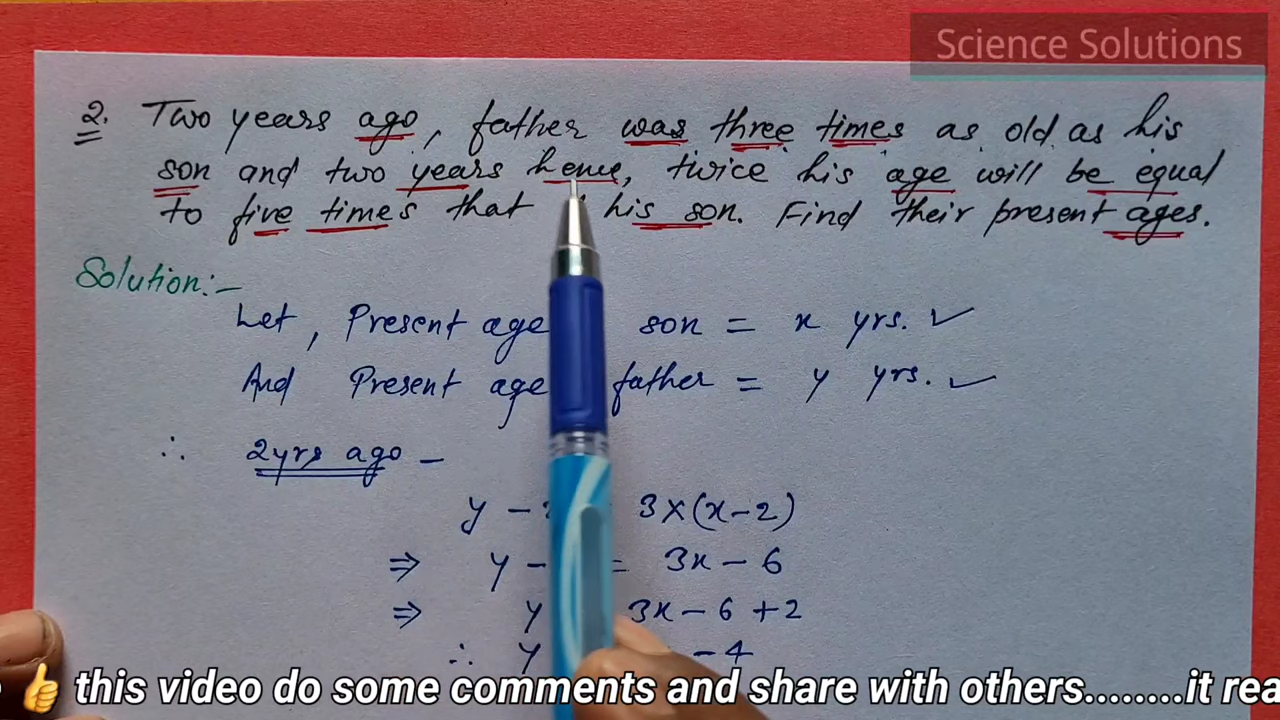 Science Solutions
2. Two years ago, father was three times as old as his
son and two years hence, twice his age will be equal
to five times that his son. Find their present ages.
Solution:-
Let, Present age son = x yrs. ✓
And Present age father = y yrs. ✓
∴ 2yrs ago -
y - = 3×(x-2)
⇒ y - = 3x - 6
⇒ y 3x - 6 + 2
∴ y - 4
👍 this video do some comments and share with others........it rea